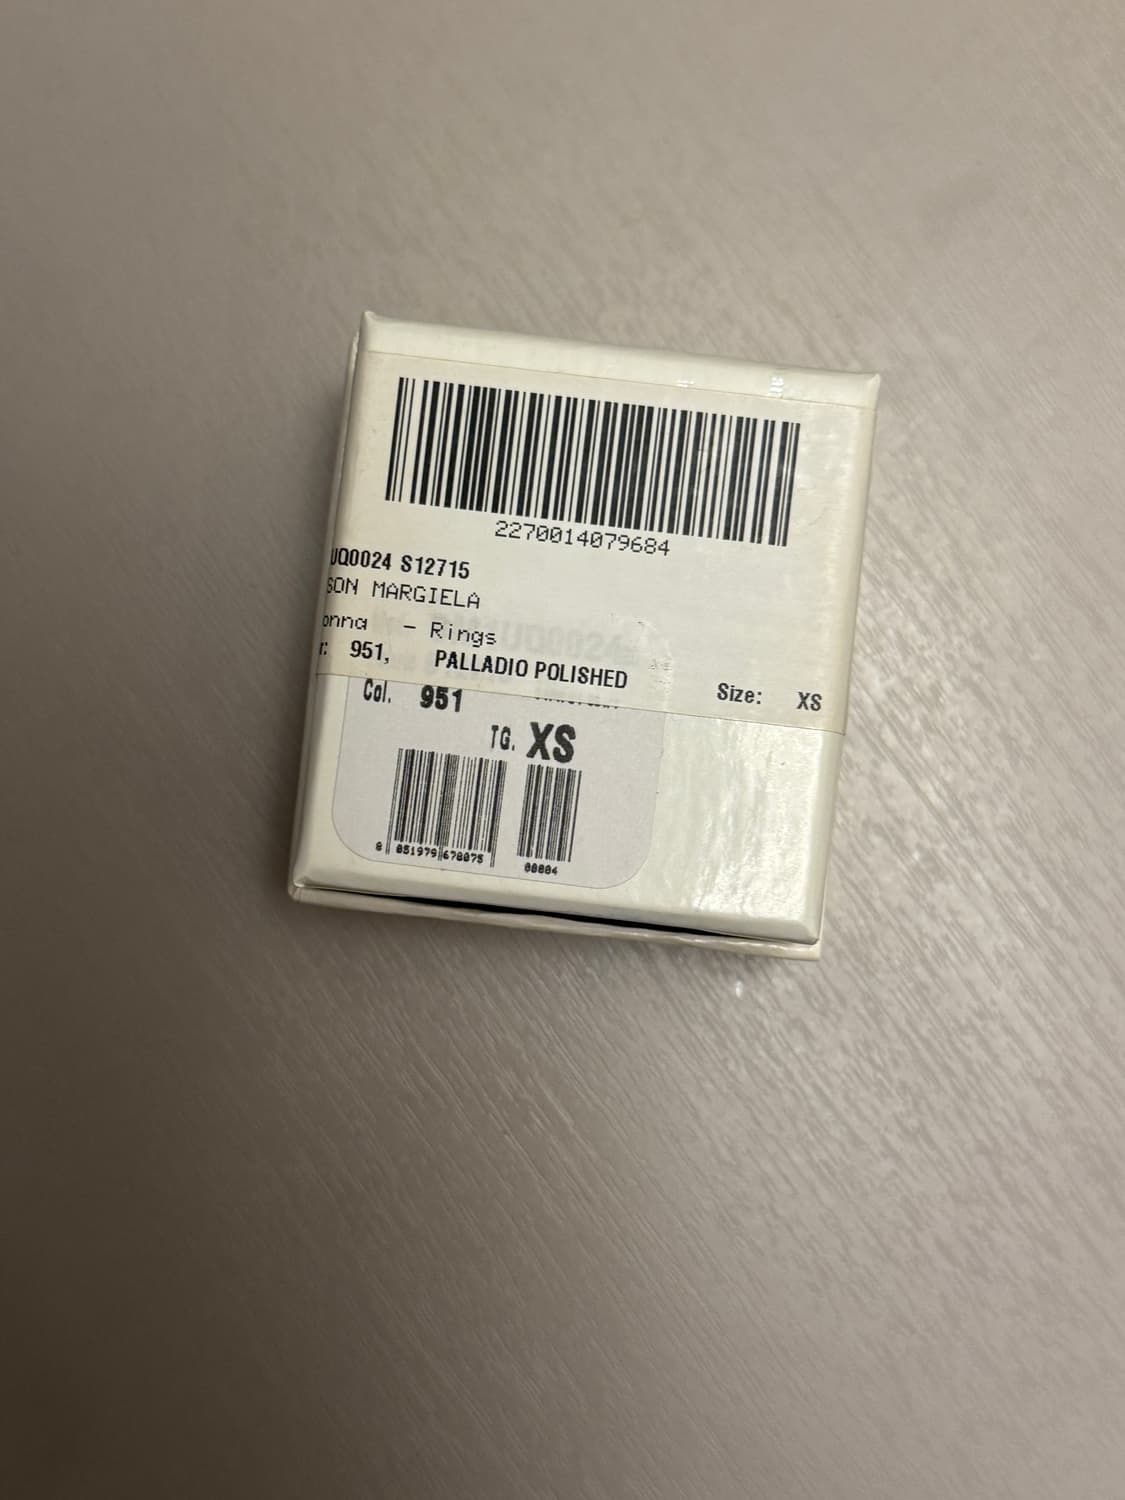 2270014079684
UQ0024 S12715
SON MARGIELA
onna - Rings
r: 951, PALLADIO POLISHED Size: XS
Col. 951
TG. XS
8 051979 678075 00004